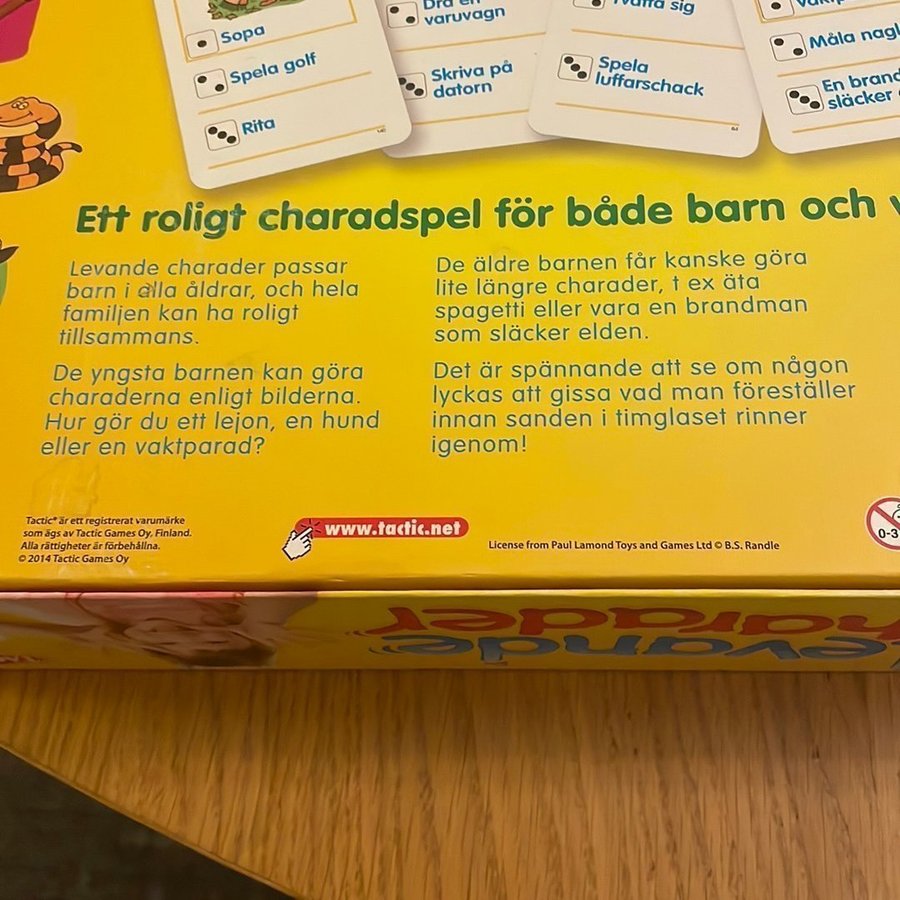 Sopa
Spela golf
Rita
varuvagn
Skriva på
datorn
Tvätta sig
Spela
luffarschack
Måla
En
släcker
Ett roligt charadspel för både barn och
Levande charader passar
barn i alla åldrar, och hela
familjen kan ha roligt
tillsammans.
De yngsta barnen kan göra
charaderna enligt bilderna.
Hur gör du ett lejon, en hund
eller en vaktparad?
De äldre barnen får kanske göra
lite längre charader, t ex äta
spagetti eller vara en brandman
som släcker elden.
Det är spännande att se om någon
lyckas att gissa vad man föreställer
innan sanden i timglaset rinner
igenom!
Tactic® är ett registrerat varumärke
som ägs av Tactic Games Oy, Finland.
Alla rättigheter är förbehållna.
© 2014 Tactic Games Oy
www.tactic.net
License from Paul Lamond Toys and Games Ltd © B.S. Randle
0-3